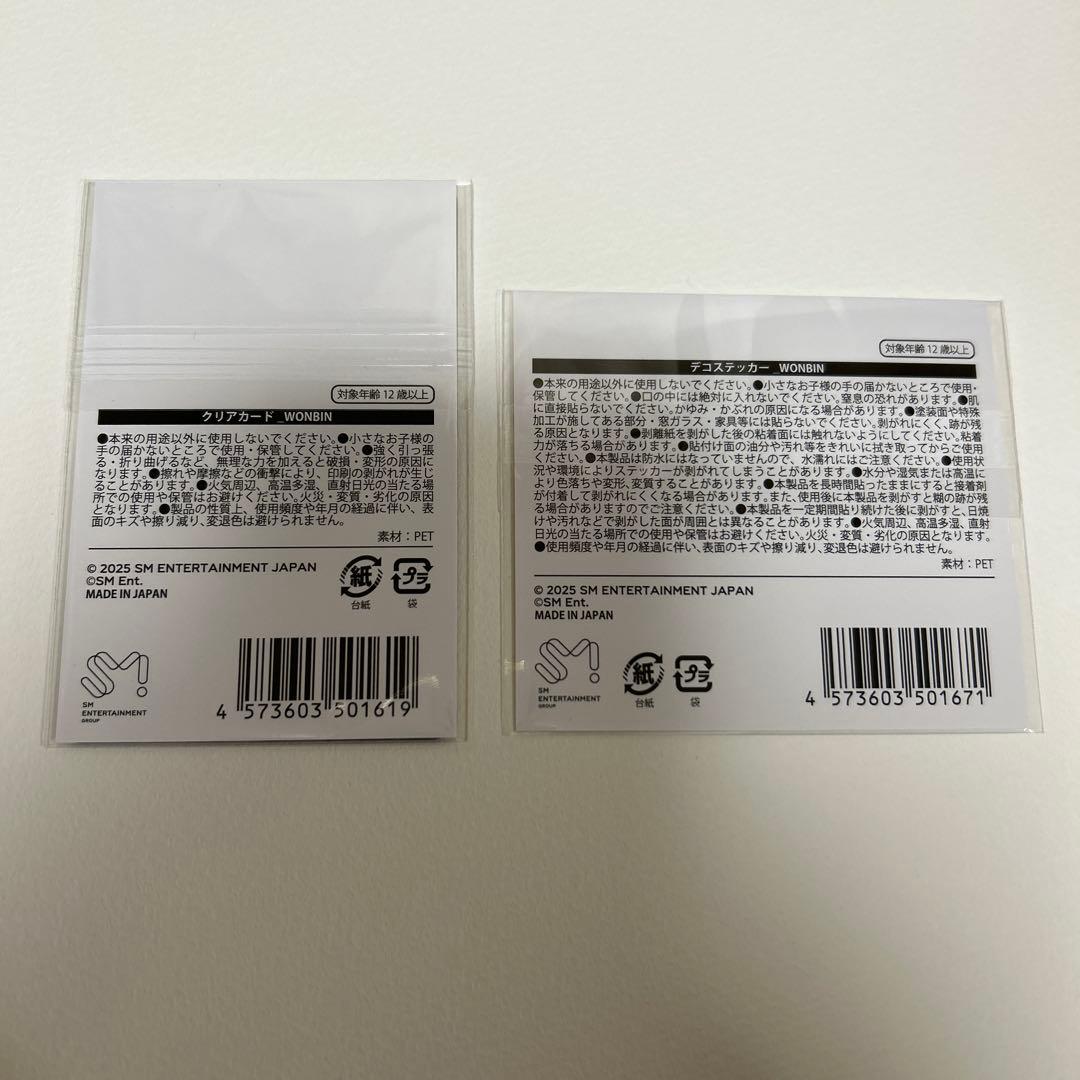 対象年齢 12 歳以上
クリアカード _WONBIN
●本来の用途以外に使用しないでください。●小さなお子様の
手の届かないところで使用・保管してください。●強く引っ張
る・折り曲げるなど、無理な力を加えると破損・変形の原因に
なります。●擦れや摩擦などの衝撃により、印刷の剥がれが生じ
ることがあります。●火気周辺、高温多湿、直射日光の当たる場
所での使用や保管はお避けください。火災・変質・劣化の原因
となります。●製品の性質上、使用頻度や年月の経過に伴い、表
面のキズや擦り減り、変退色は避けられません。
素材:PET
© 2025 SM ENTERTAINMENT JAPAN
©SM Ent.
MADE IN JAPAN
紙
台紙
プラ
袋
SM
ENTERTAINMENT
GROUP
4 573603 501619
対象年齢 12 歳以上
デコステッカー _WONBIN
●本来の用途以外に使用しないでください。●小さなお子様の手の届かないところで使用・
保管してください。●口の中には絶対に入れないでください。窒息の恐れがあります。●肌
に直接貼らないでください。かゆみ・かぶれの原因になる場合があります。●塗装面や特殊
加工が施してある部分・窓ガラス・家具等には貼らないでください。剥がれにくく、跡が残
る原因となります。●剥離紙を剥がした後の粘着面には触れないようにしてください。粘着
力が落ちる場合があります。●貼付け面の油分や汚れ等をきれいに拭き取ってからご使用
ください。●本製品は防水にはなっていませんので、水濡れにはご注意ください。●使用状
況や環境によりステッカーが剥がれてしまうことがあります。●水分や湿気または高温に
より色落ちや変形、変質することがあります。●本製品を長時間貼ったままにすると接着剤
が付着して剥がれにくくなる場合があります。また、使用後に本製品を剥がすと糊の跡が残
る場合がありますのでご注意ください。●本製品を一定期間貼り続けた後に剥がすと、日焼
けや汚れなどで剥がした面が周囲とは異なることがあります。●火気周辺、高温多湿、直射
日光の当たる場所での使用や保管はお避けください。火災・変質・劣化の原因となります。
●使用頻度や年月の経過に伴い、表面のキズや擦り減り、変退色は避けられません。
素材:PET
© 2025 SM ENTERTAINMENT JAPAN
©SM Ent.
MADE IN JAPAN
SM
ENTERTAINMENT
GROUP
紙
台紙
プラ
袋
4 573603 501671